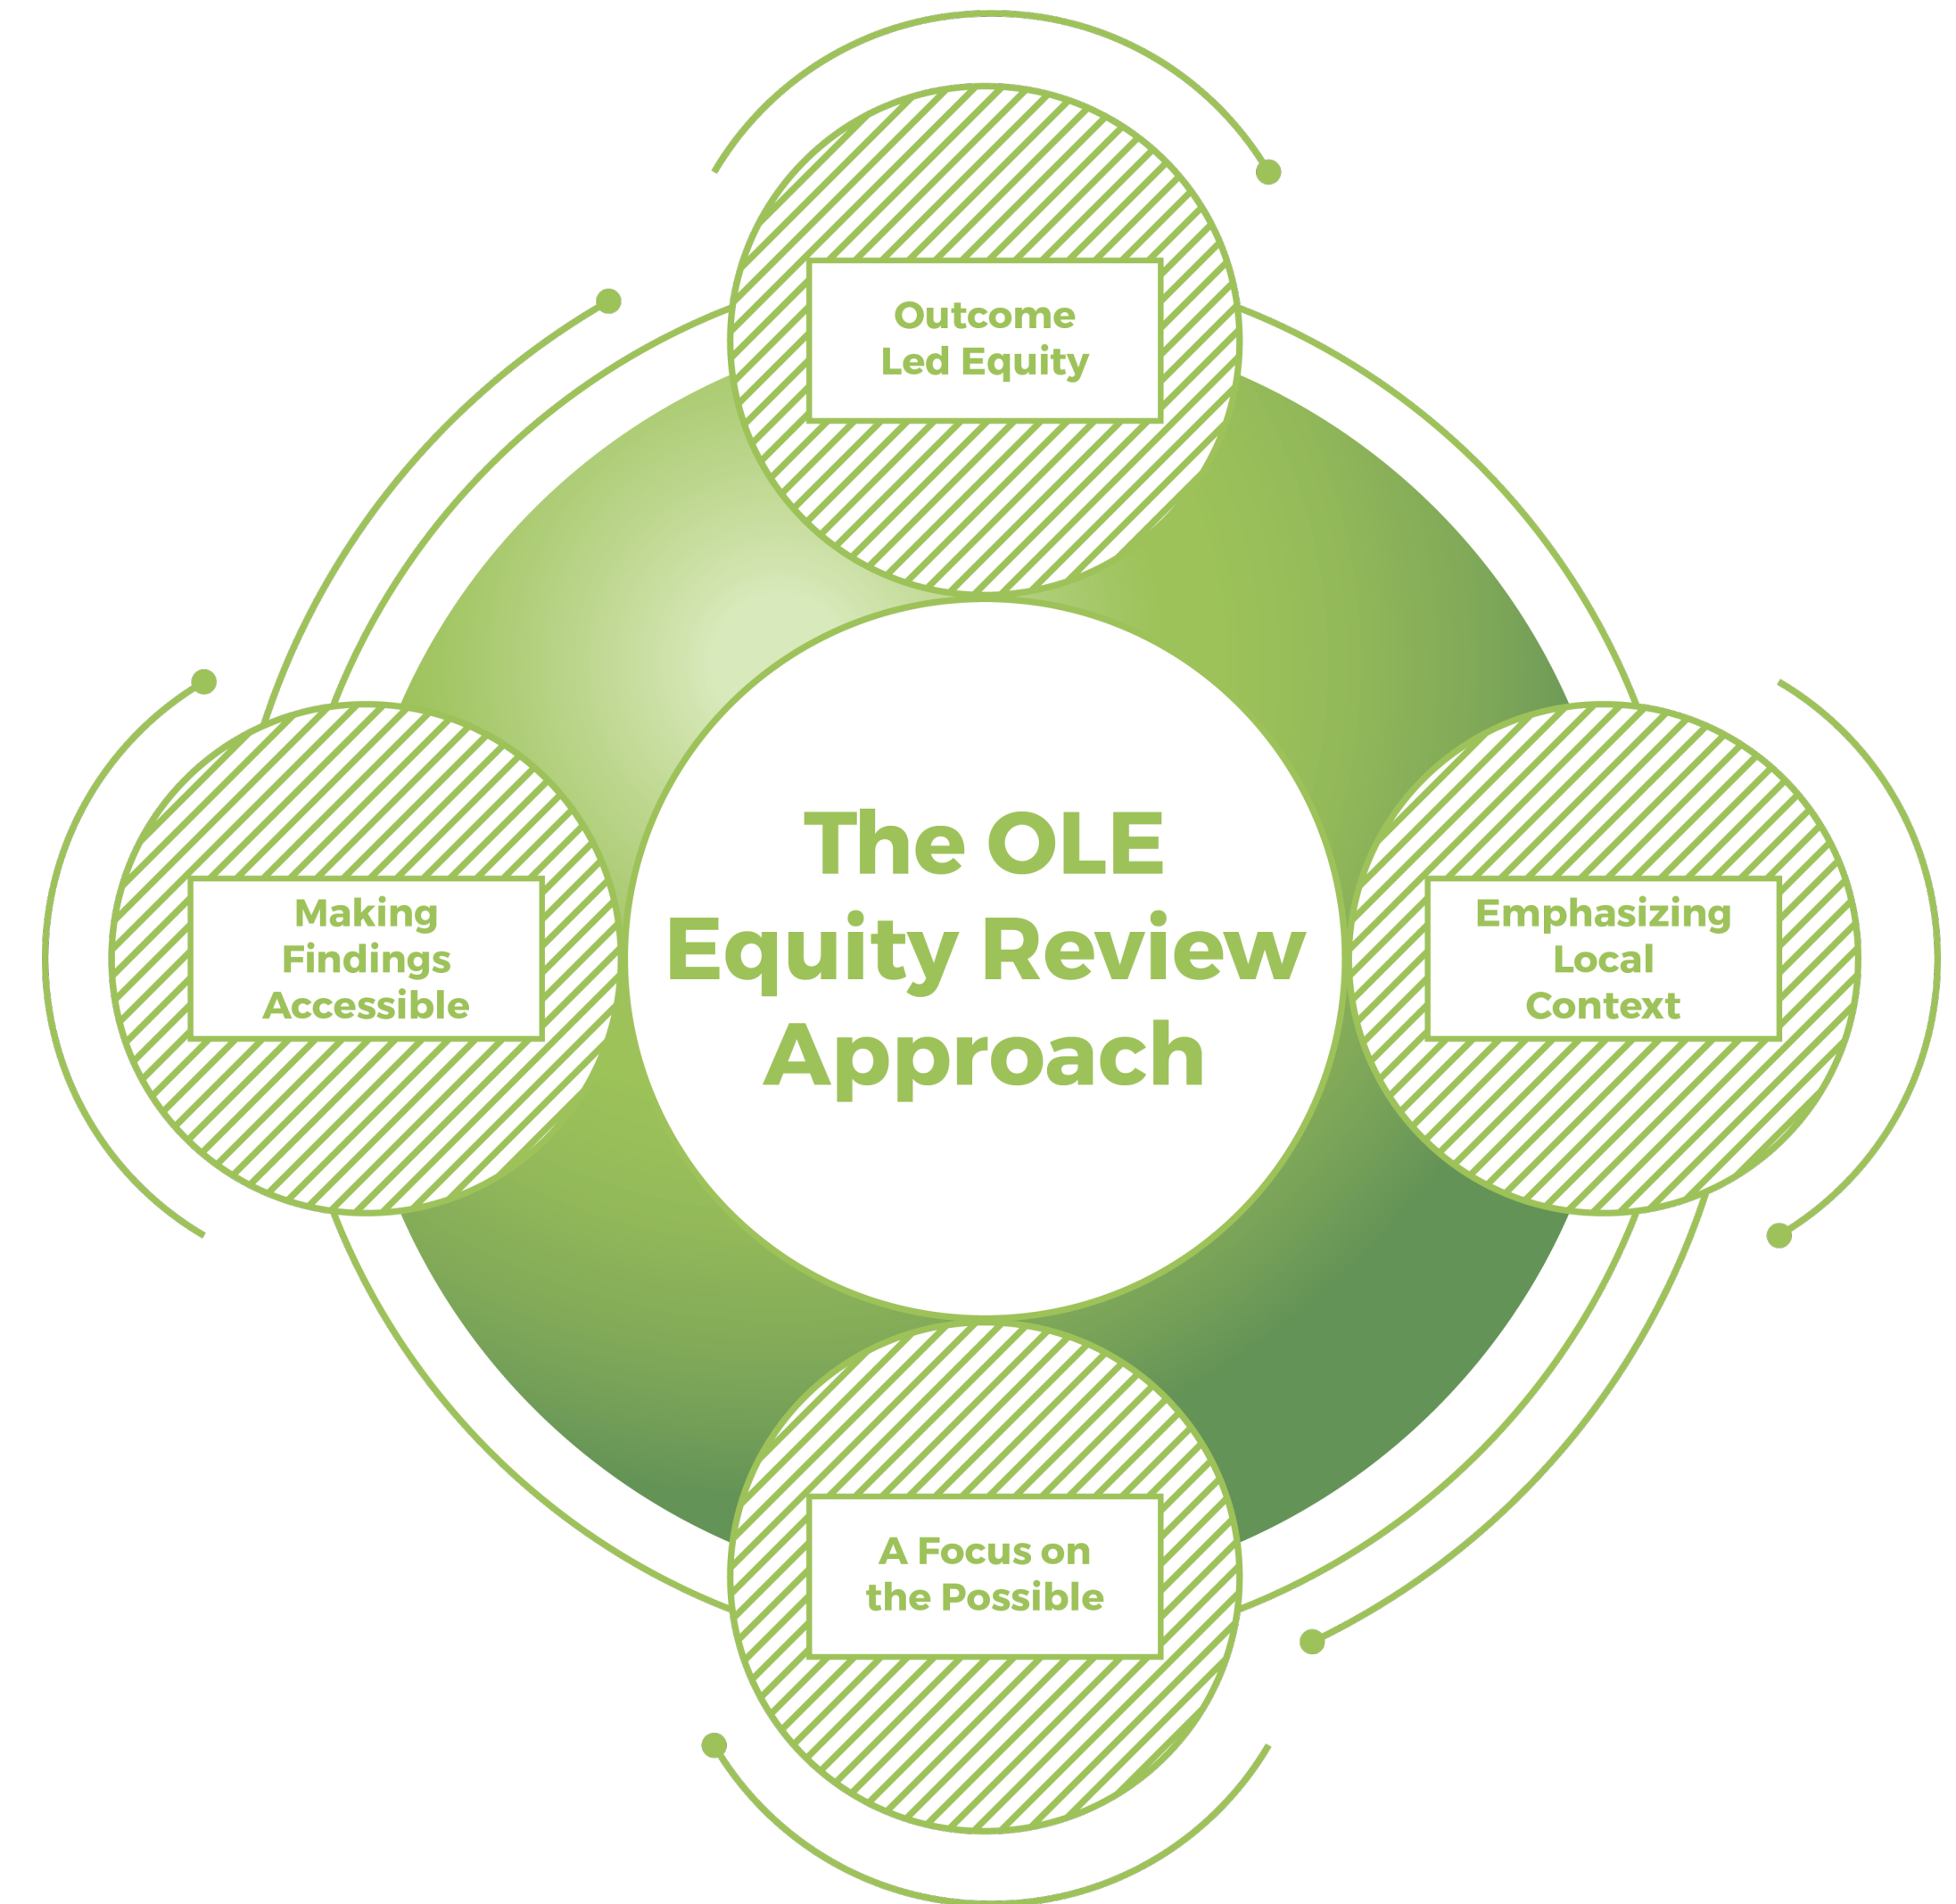 Outcome
Led Equity
Making
Findings
Accessible
The OLE
Equity Review
Approach
Emphasizing
Local
Context
A Focus on
the Possible